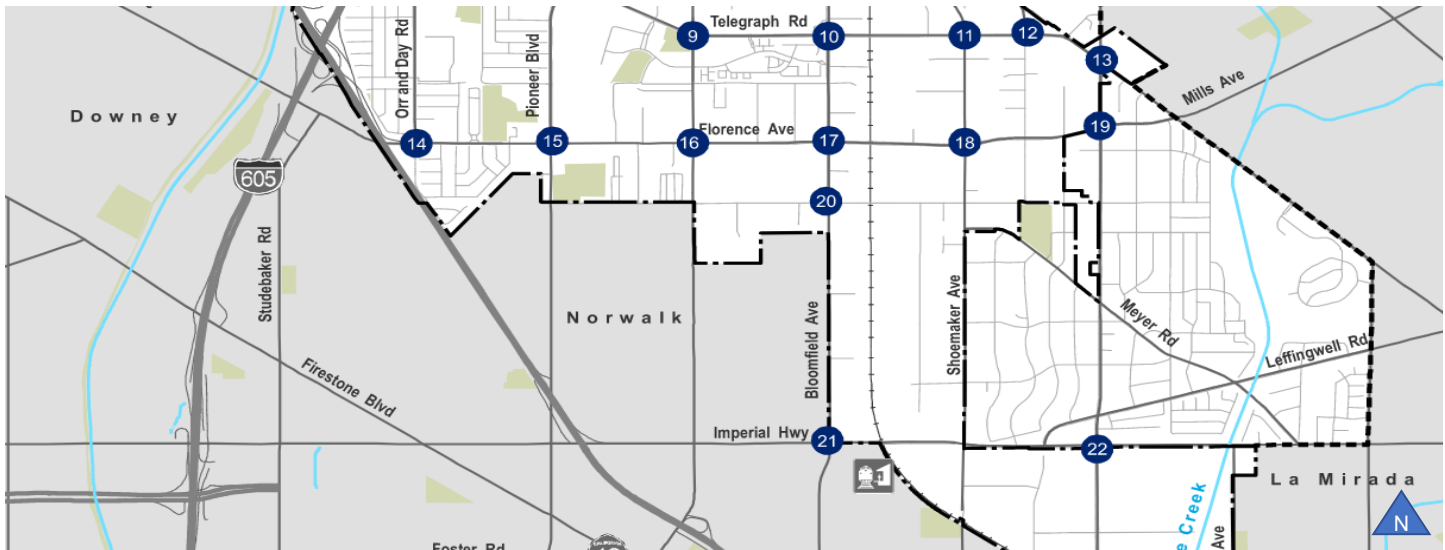 Telegraph Rd
9
10
11
12
13
Orr and Day Rd
Pioneer Blvd
Mills Ave
Downey
Florence Ave
14
15
16
17
18
19
605
20
Studebaker Rd
Norwalk
Bloomfield Ave
Shoemaker Ave
Meyer Rd
Leffingwell Rd
Firestone Blvd
Imperial Hwy
21
22
La Mirada
Creek
Ave
N
Foster Rd